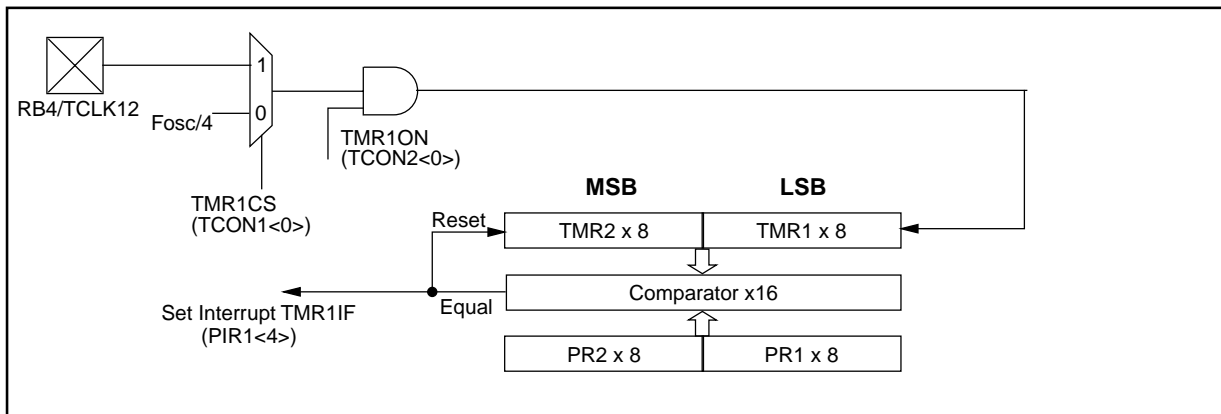 1
RB4/TCLK12
0
Fosc/4
TMR1ON
(TCON2<0>)
TMR1CS
(TCON1<0>)
MSB LSB
Reset
TMR2 x 8 TMR1 x 8
Comparator x16
Equal
Set Interrupt TMR1IF
(PIR1<4>)
PR2 x 8 PR1 x 8